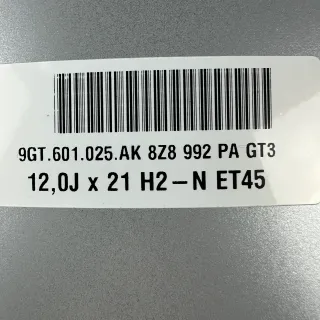 9GT.601.025.AK 8Z8 992 PA GT3
12,0J x 21 H2-N ET45